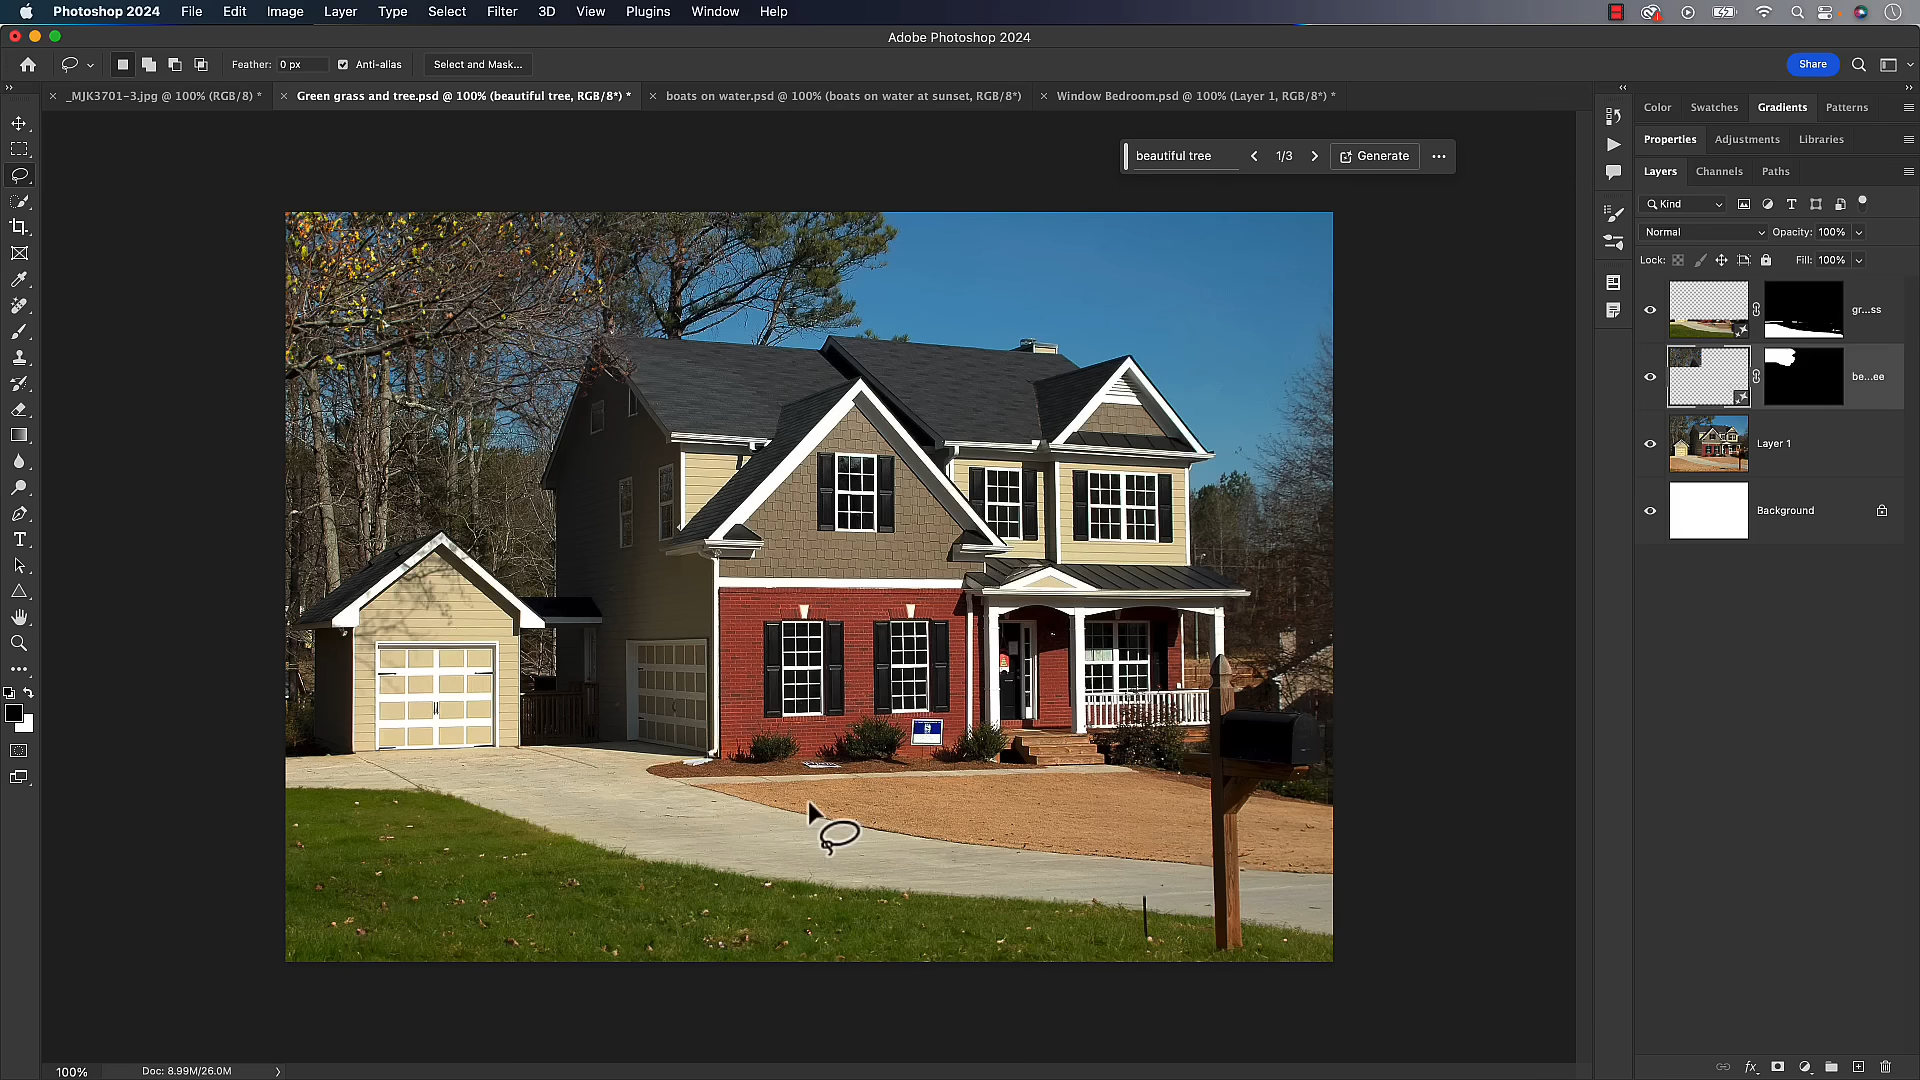 Photoshop 2024 File Edit Image Layer Type Select Filter 3D View Plugins Window Help
Adobe Photoshop 2024
Feather: 0 px Anti-alias Select and Mask... Share
_MJK3701-3.jpg @ 100% (RGB/8) * Green grass and tree.psd @ 100% (beautiful tree, RGB/8*) * boats on water.psd @ 100% (boats on water at sunset, RGB/8*) Window Bedroom.psd @ 100% (Layer 1, RGB/8*) *
Color Swatches Gradients Patterns
Properties Adjustments Libraries
beautiful tree 1/3 Generate
Layers Channels Paths
Kind
Normal Opacity: 100%
Lock: Fill: 100%
gr...ss
be...ee
Layer 1
Background
100% Doc: 8.99M/26.0M